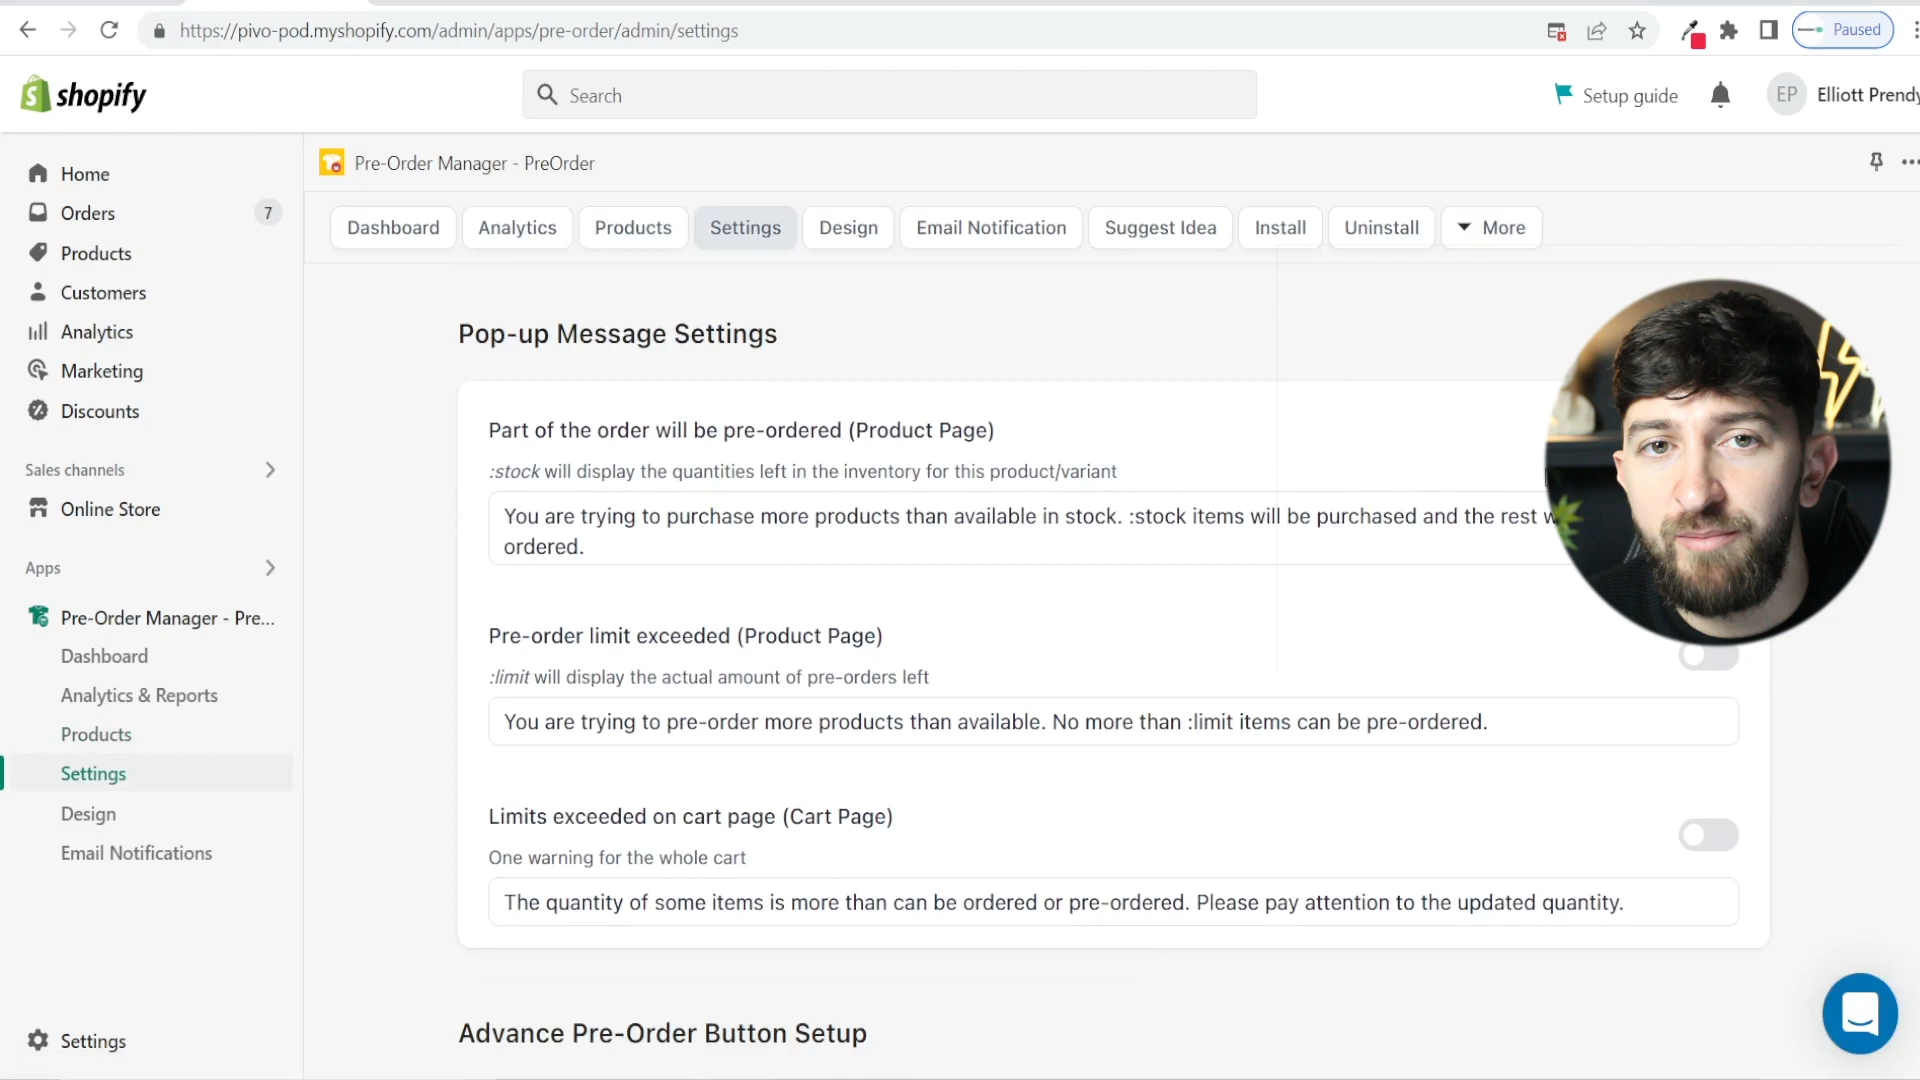 https://pivo-pod.myshopify.com/admin/apps/pre-order/admin/settings
Paused
shopify
Search
Setup guide
EP
Elliott Prendy
Home
Orders 7
Products
Customers
Analytics
Marketing
Discounts
Sales channels
Online Store
Apps
Pre-Order Manager - Pre...
Dashboard
Analytics & Reports
Products
Settings
Design
Email Notifications
Settings
Pre-Order Manager - PreOrder
Dashboard Analytics Products Settings Design Email Notification Suggest Idea Install Uninstall More
Pop-up Message Settings
Part of the order will be pre-ordered (Product Page)
:stock will display the quantities left in the inventory for this product/variant
You are trying to purchase more products than available in stock. :stock items will be purchased and the rest
ordered.
Pre-order limit exceeded (Product Page)
:limit will display the actual amount of pre-orders left
You are trying to pre-order more products than available. No more than :limit items can be pre-ordered.
Limits exceeded on cart page (Cart Page)
One warning for the whole cart
The quantity of some items is more than can be ordered or pre-ordered. Please pay attention to the updated quantity.
Advance Pre-Order Button Setup